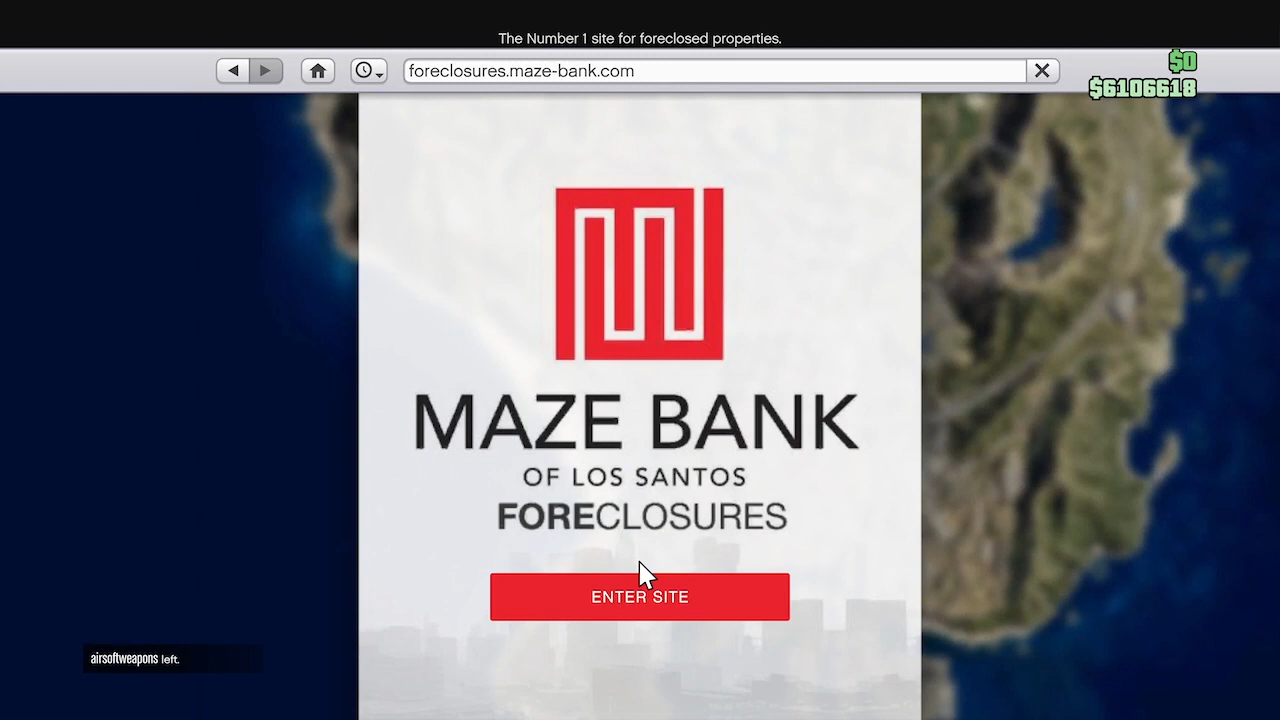 The Number 1 site for foreclosed properties.
foreclosures.maze-bank.com
$0
$6106618
MAZE BANK
OF LOS SANTOS
FORECLOSURES
ENTER SITE
airsoftweapons left.